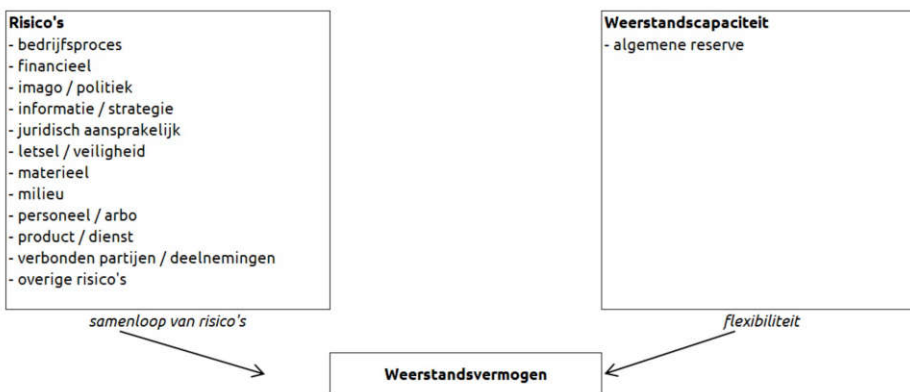 Risico's
- bedrijfsproces
- financieel
- imago / politiek
- informatie / strategie
- juridisch aansprakelijk
- letsel / veiligheid
- materieel
- milieu
- personeel / arbo
- product / dienst
- verbonden partijen / deelnemingen
- overige risico's
samenloop van risico's
Weerstandscapaciteit
- algemene reserve
flexibiliteit
Weerstandsvermogen